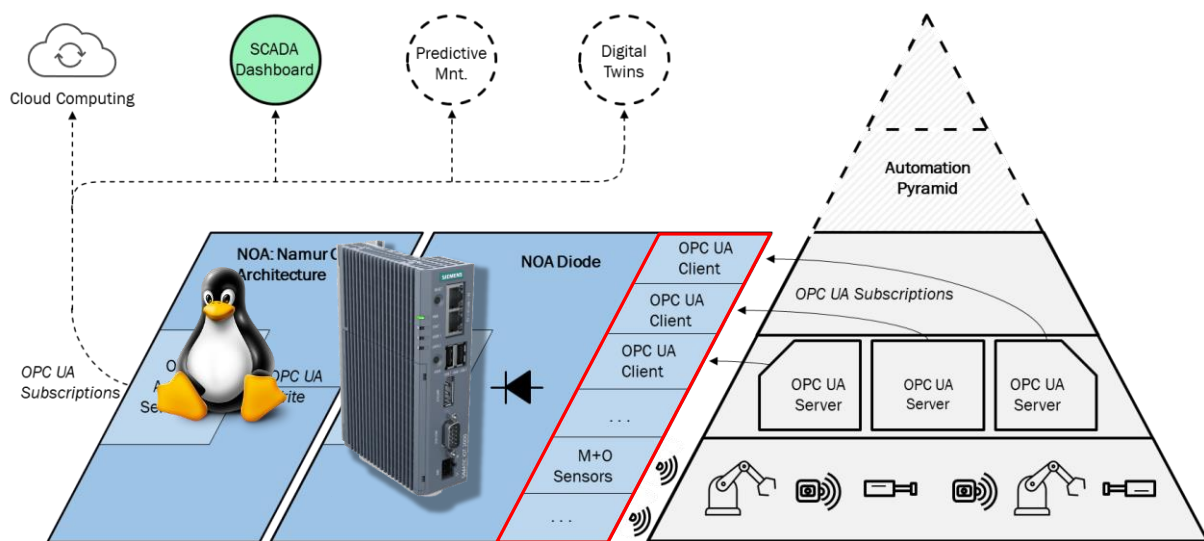 SCADA
Dashboard
Predictive
Mnt.
Digital
Twins
Cloud Computing
Automation
Pyramid
NOA: Namur
Architecture
NOA Diode
OPC UA
Client
OPC UA Subscriptions
OPC UA
Client
OPC UA
Client
SIEMENS
OPC UA
Subscriptions
OPC UA
OPC UA
Server
OPC UA
Server
OPC UA
Server
. . .
M+O
Sensors
. . .